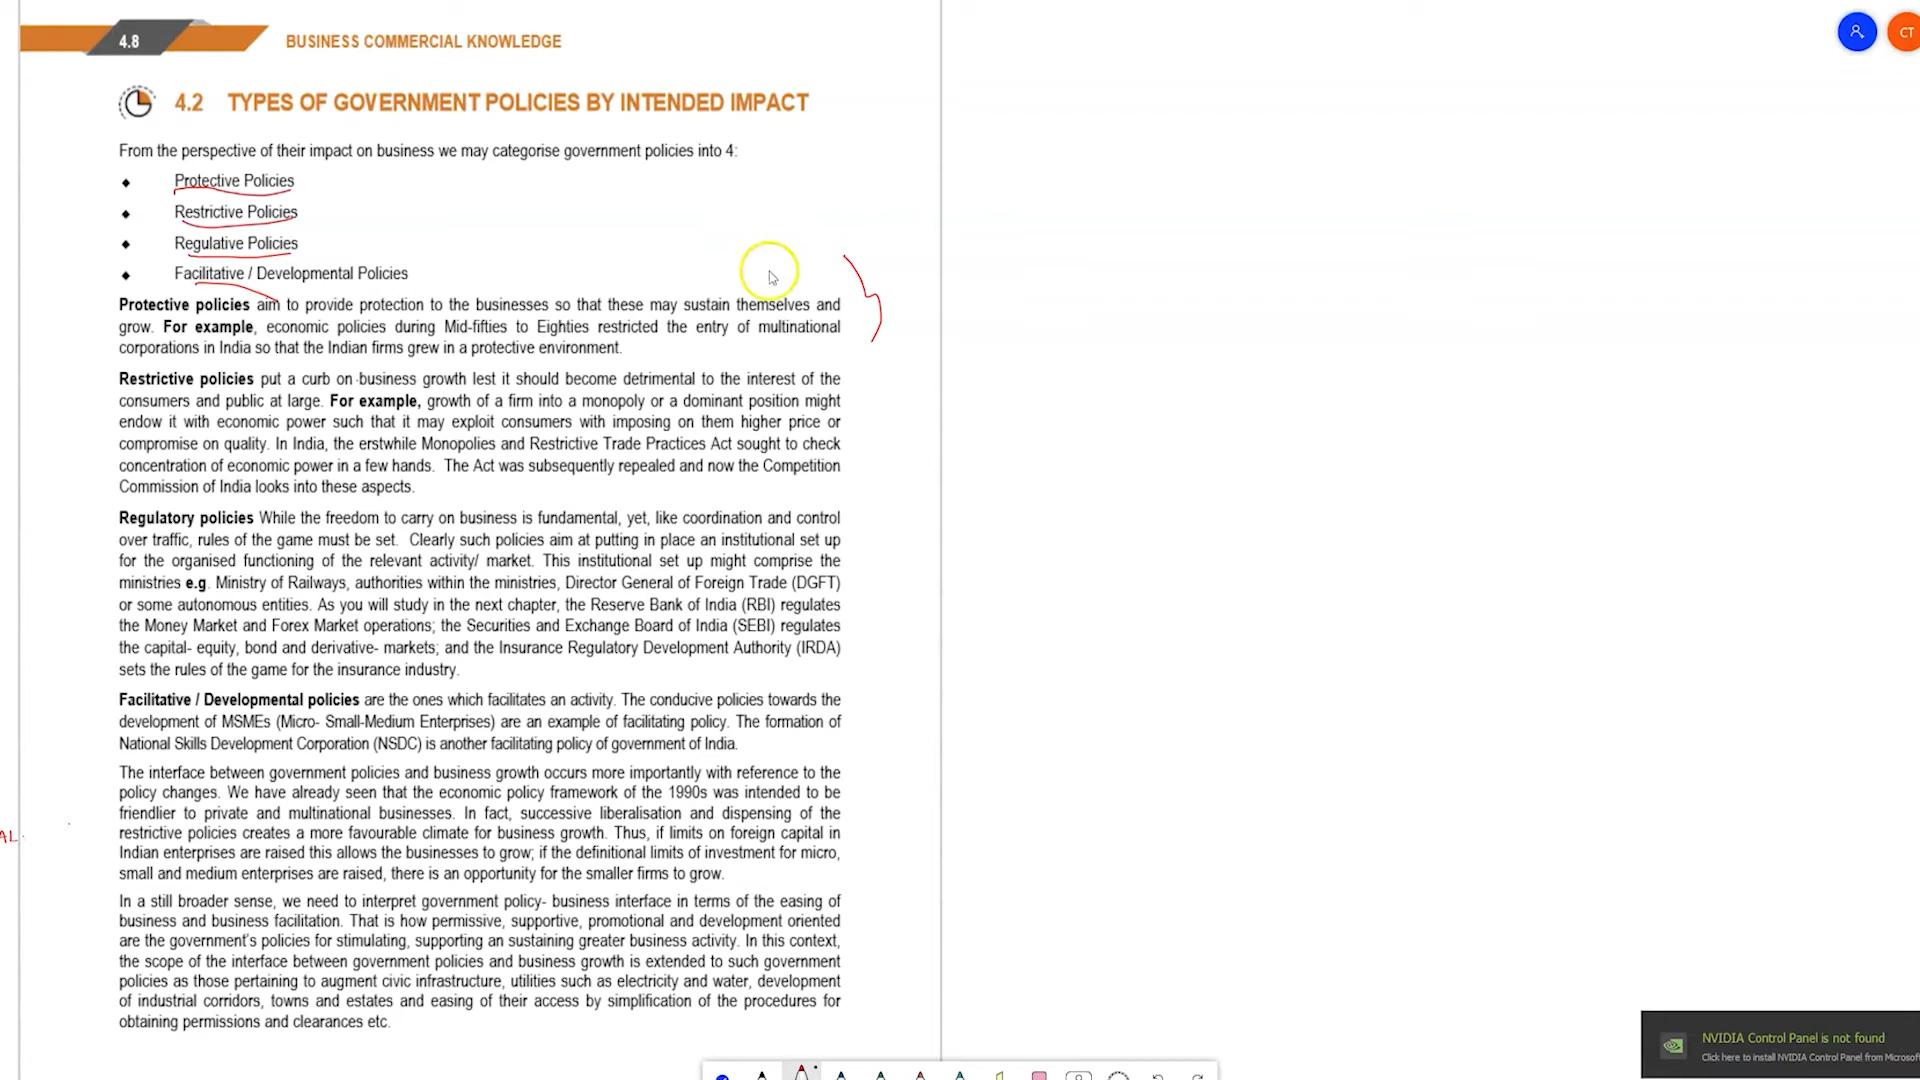 4.8 BUSINESS COMMERCIAL KNOWLEDGE
CT
4.2 TYPES OF GOVERNMENT POLICIES BY INTENDED IMPACT
From the perspective of their impact on business we may categorise government policies into 4:
♦ Protective Policies
♦ Restrictive Policies
♦ Regulative Policies
♦ Facilitative / Developmental Policies
Protective policies aim to provide protection to the businesses so that these may sustain themselves and
grow. For example, economic policies during Mid-fifties to Eighties restricted the entry of multinational
corporations in India so that the Indian firms grew in a protective environment.
Restrictive policies put a curb on business growth lest it should become detrimental to the interest of the
consumers and public at large. For example, growth of a firm into a monopoly or a dominant position might
endow it with economic power such that it may exploit consumers with imposing on them higher price or
compromise on quality. In India, the erstwhile Monopolies and Restrictive Trade Practices Act sought to check
concentration of economic power in a few hands. The Act was subsequently repealed and now the Competition
Commission of India looks into these aspects.
Regulatory policies While the freedom to carry on business is fundamental, yet, like coordination and control
over traffic, rules of the game must be set. Clearly such policies aim at putting in place an institutional set up
for the organised functioning of the relevant activity/ market. This institutional set up might comprise the
ministries e.g. Ministry of Railways, authorities within the ministries, Director General of Foreign Trade (DGFT)
or some autonomous entities. As you will study in the next chapter, the Reserve Bank of India (RBI) regulates
the Money Market and Forex Market operations; the Securities and Exchange Board of India (SEBI) regulates
the capital- equity, bond and derivative- markets; and the Insurance Regulatory Development Authority (IRDA)
sets the rules of the game for the insurance industry.
Facilitative / Developmental policies are the ones which facilitates an activity. The conducive policies towards the
development of MSMEs (Micro- Small-Medium Enterprises) are an example of facilitating policy. The formation of
National Skills Development Corporation (NSDC) is another facilitating policy of government of India.
The interface between government policies and business growth occurs more importantly with reference to the
policy changes. We have already seen that the economic policy framework of the 1990s was intended to be
friendlier to private and multinational businesses. In fact, successive liberalisation and dispensing of the
restrictive policies creates a more favourable climate for business growth. Thus, if limits on foreign capital in
AL.
Indian enterprises are raised this allows the businesses to grow; if the definitional limits of investment for micro,
small and medium enterprises are raised, there is an opportunity for the smaller firms to grow.
In a still broader sense, we need to interpret government policy- business interface in terms of the easing of
business and business facilitation. That is how permissive, supportive, promotional and development oriented
are the government's policies for stimulating, supporting an sustaining greater business activity. In this context,
the scope of the interface between government policies and business growth is extended to such government
policies as those pertaining to augment civic infrastructure, utilities such as electricity and water, development
of industrial corridors, towns and estates and easing of their access by simplification of the procedures for
obtaining permissions and clearances etc.
NVIDIA Control Panel is not found
Click here to install NVIDIA Control Panel from Microsoft